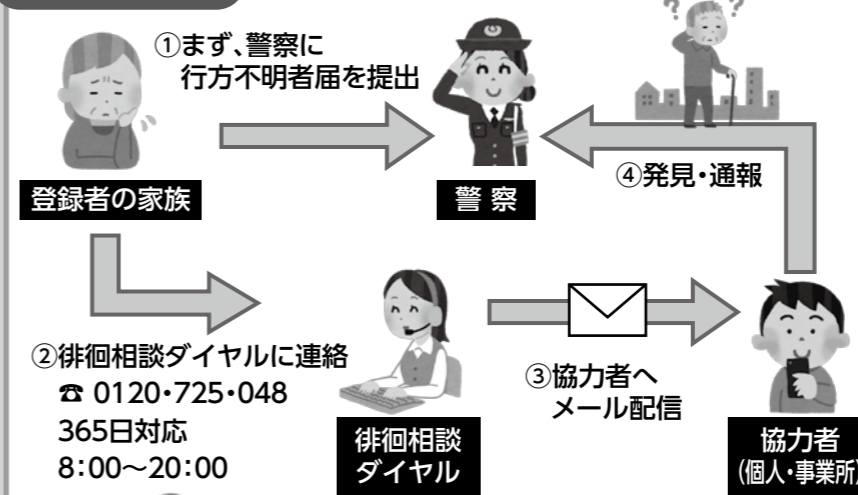 ①まず、警察に
行方不明者届を提出
??
登録者の家族
警察
④発見・通報
②徘徊相談ダイヤルに連絡
☎ 0120・725・048
365日対応
8:00〜20:00
徘徊相談
ダイヤル
③協力者へ
メール配信
協力者
(個人・事業所)